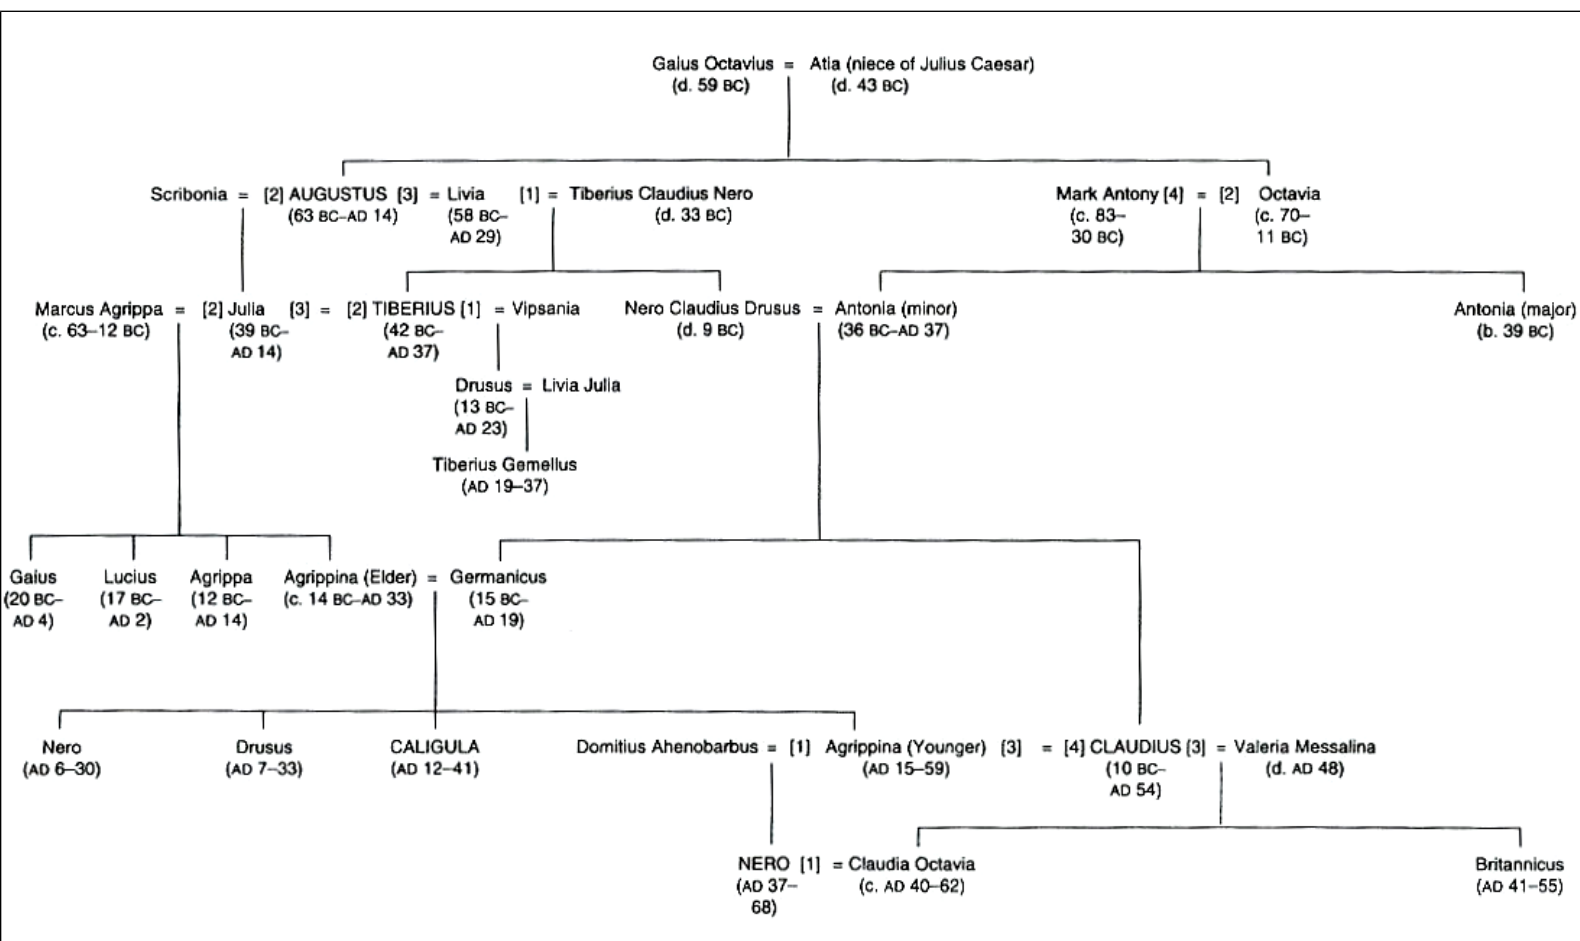 Gaius Octavius = Atia (niece of Julius Caesar)
(d. 59 BC) (d. 43 BC)
Scribonia = [2] AUGUSTUS [3] = Livia [1] = Tiberius Claudius Nero Mark Antony [4] = [2] Octavia
(63 BC–AD 14) (58 BC– (d. 33 BC) (c. 83– (c. 70–
AD 29) 30 BC) 11 BC)
Marcus Agrippa = [2] Julia [3] = [2] TIBERIUS [1] = Vipsania Nero Claudius Drusus = Antonia (minor) Antonia (major)
(c. 63–12 BC) (39 BC– (42 BC– (d. 9 BC) (36 BC–AD 37) (b. 39 BC)
AD 14) AD 37)
Drusus = Livia Julia
(13 BC–
AD 23)
Tiberius Gemellus
(AD 19–37)
Gaius Lucius Agrippa Agrippina (Elder) = Germanicus
(20 BC– (17 BC– (12 BC– (c. 14 BC–AD 33) (15 BC–
AD 4) AD 2) AD 14) AD 19)
Nero Drusus CALIGULA Domitius Ahenobarbus = [1] Agrippina (Younger) [3] = [4] CLAUDIUS [3] = Valeria Messalina
(AD 6–30) (AD 7–33) (AD 12–41) (AD 15–59) (10 BC– (d. AD 48)
AD 54)
NERO [1] = Claudia Octavia Britannicus
(AD 37– (c. AD 40–62) (AD 41–55)
68)